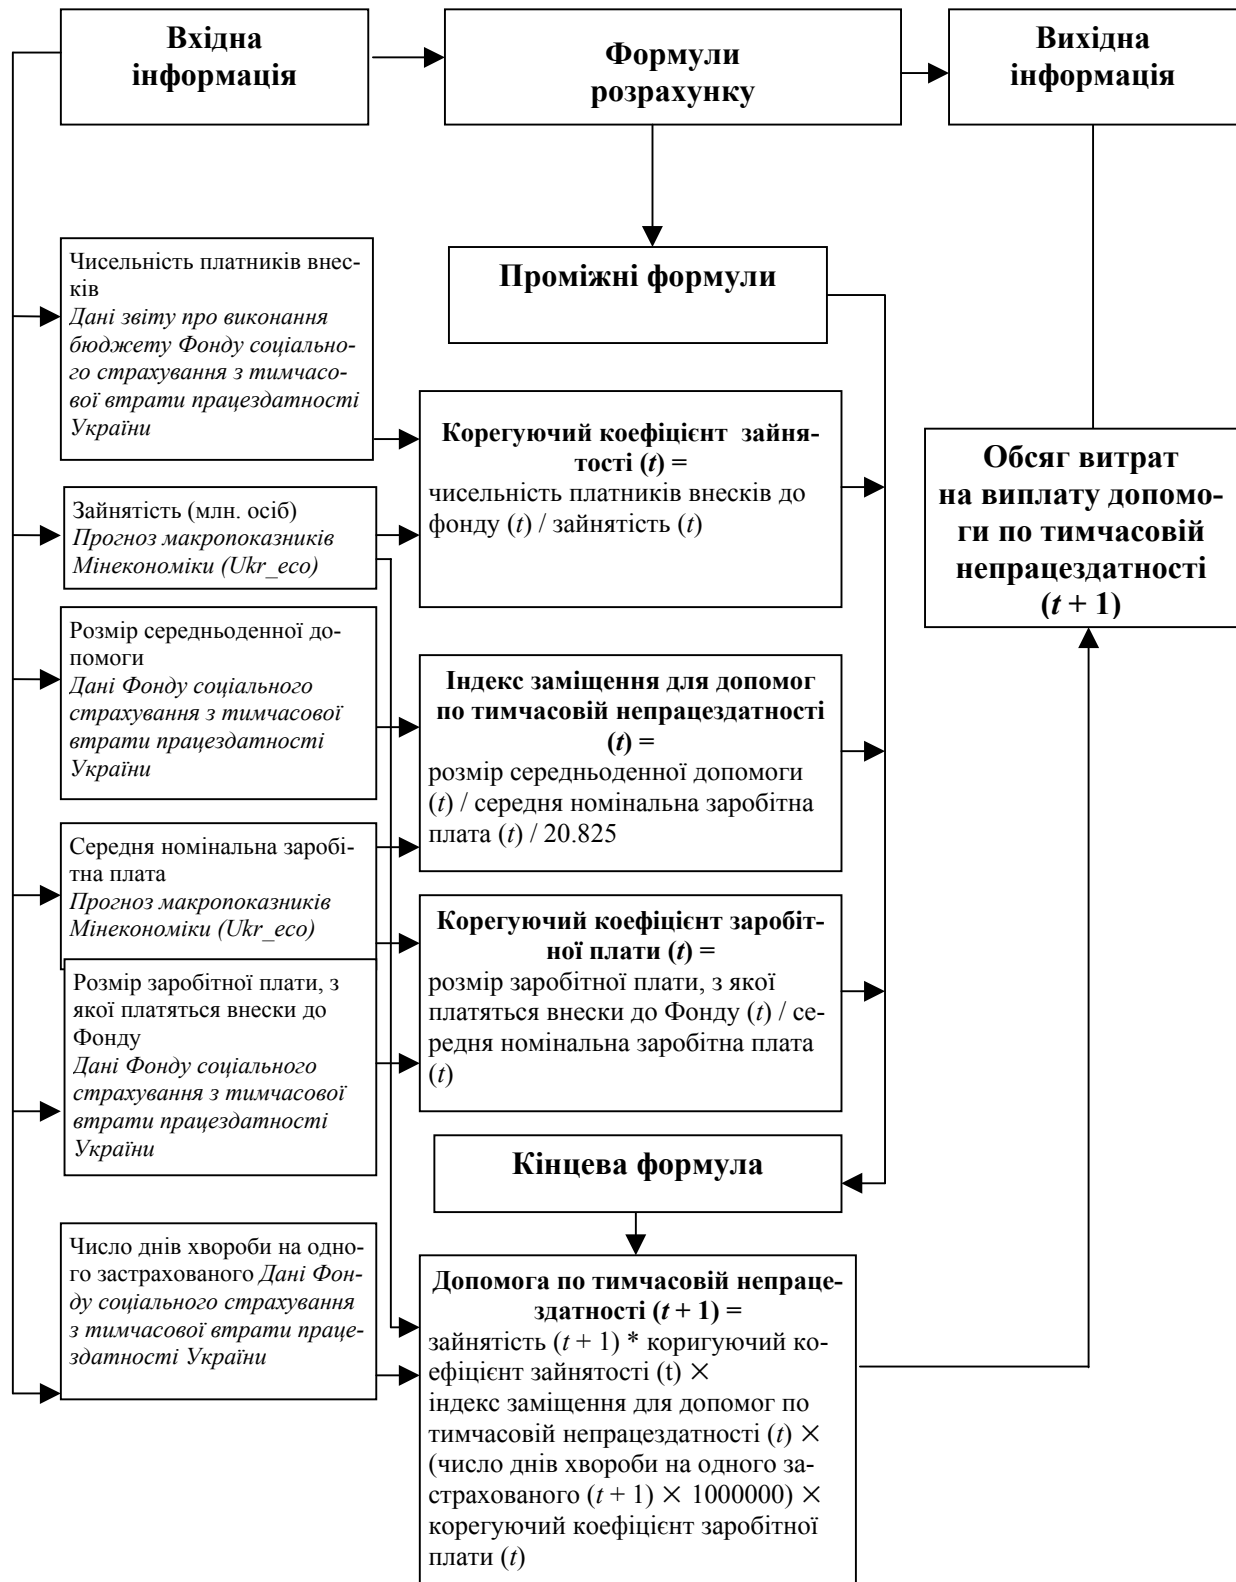 Вхідна
інформація
Формули
розрахунку
Вихідна
інформація
Чисельність платників внес-
ків
Дані звіту про виконання
бюджету Фонду соціально-
го страхування з тимчасо-
вої втрати працездатності
України
Зайнятість (млн. осіб)
Прогноз макропоказників
Мінекономіки (Ukr_eco)
Розмір середньоденної до-
помоги
Дані Фонду соціального
страхування з тимчасової
втрати працездатності
України
Середня номінальна заробі-
тна плата
Прогноз макропоказників
Мінекономіки (Ukr_eco)
Розмір заробітної плати, з
якої платяться внески до
Фонду
Дані Фонду соціального
страхування з тимчасової
втрати працездатності
України
Число днів хвороби на одно-
го застрахованого Дані Фон-
ду соціального страхування
з тимчасової втрати праце-
здатності України
Проміжні формули
Корегуючий коефіцієнт зайня-
тості (t) =
чисельність платників внесків до
фонду (t) / зайнятість (t)
Індекс заміщення для допомог
по тимчасовій непрацездатності
(t) =
розмір середньоденної допомоги
(t) / середня номінальна заробітна
плата (t) / 20.825
Корегуючий коефіцієнт заробіт-
ної плати (t) =
розмір заробітної плати, з якої
платяться внески до Фонду (t) / се-
редня номінальна заробітна плата
(t)
Кінцева формула
Допомога по тимчасовій непраце-
здатності (t + 1) =
зайнятість (t + 1) * коригуючий ко-
ефіцієнт зайнятості (t) ×
індекс заміщення для допомог по
тимчасовій непрацездатності (t) ×
(число днів хвороби на одного за-
страхованого (t + 1) × 1000000) ×
корегуючий коефіцієнт заробітної
плати (t)
Обсяг витрат
на виплату допомо-
ги по тимчасовій
непрацездатності
(t + 1)